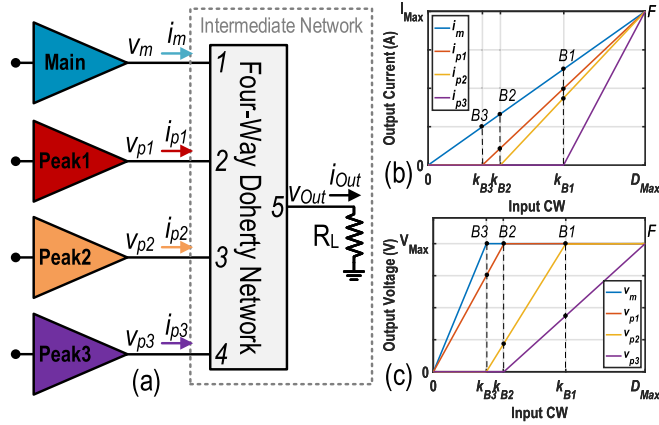 Intermediate Network
Main
v_m
i_m
1
Peak1
v_p1
i_p1
2
Peak2
v_p2
i_p2
3
Peak3
v_p3
i_p3
4
Four-Way Doherty Network
5
v_Out
i_Out
R_L
(a)
I_Max
Output Current (A)
i_m
i_p1
i_p2
i_p3
B3
B2
B1
F
(b)
0
k_B3
k_B2
k_B1
D_Max
Input CW
V_Max
Output Voltage (V)
B3
B2
B1
F
v_m
v_p1
v_p2
v_p3
(c)
0
k_B3
k_B2
k_B1
D_Max
Input CW